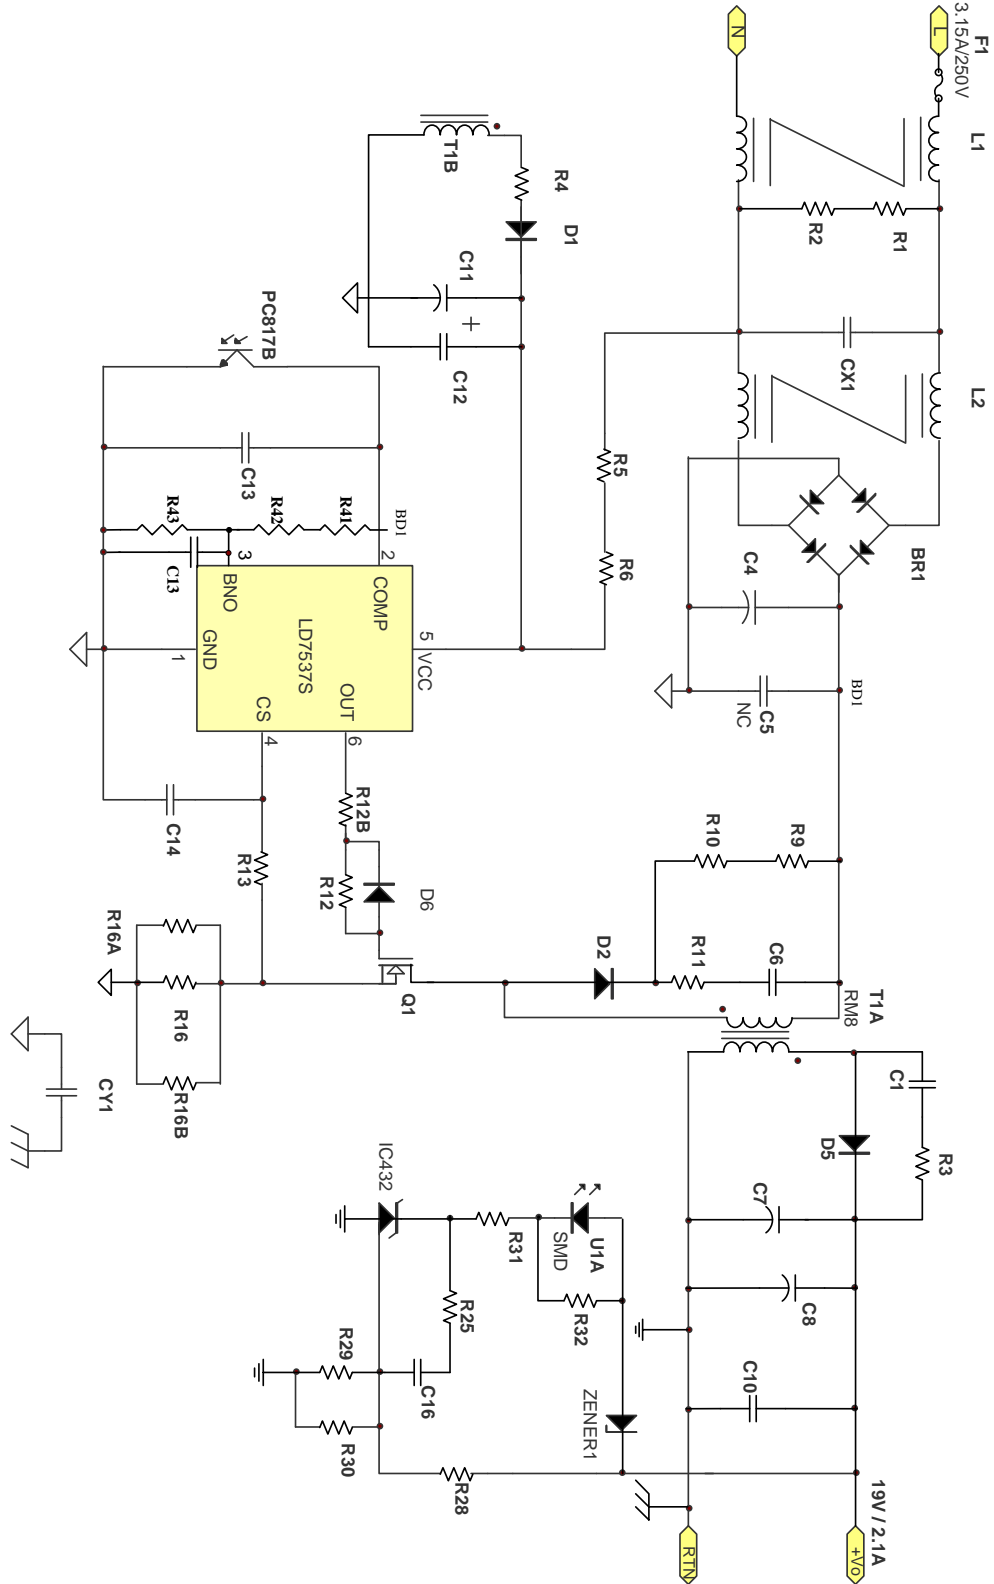 F1
3.15A/250V
L
N
L1
R1
R2
CX1
L2
BR1
C4
C5
NC
BD1
R5
R6
T1B
R4
D1
C11
C12
PC817B
C13
R43
R42
R41
BD1
C13
3
2
BNO
COMP
5
VCC
LD7537S
GND
1
CS
4
OUT
6
R12B
R12
D6
C14
R13
R16A
R16
R16B
Q1
D2
R10
R9
R11
C6
T1A
RM8
CY1
C1
R3
D5
C7
C8
C10
IC432
R31
U1A
SMD
R32
R25
C16
R29
R30
R28
ZENER1
19V / 2.1A
+Vo
RTN